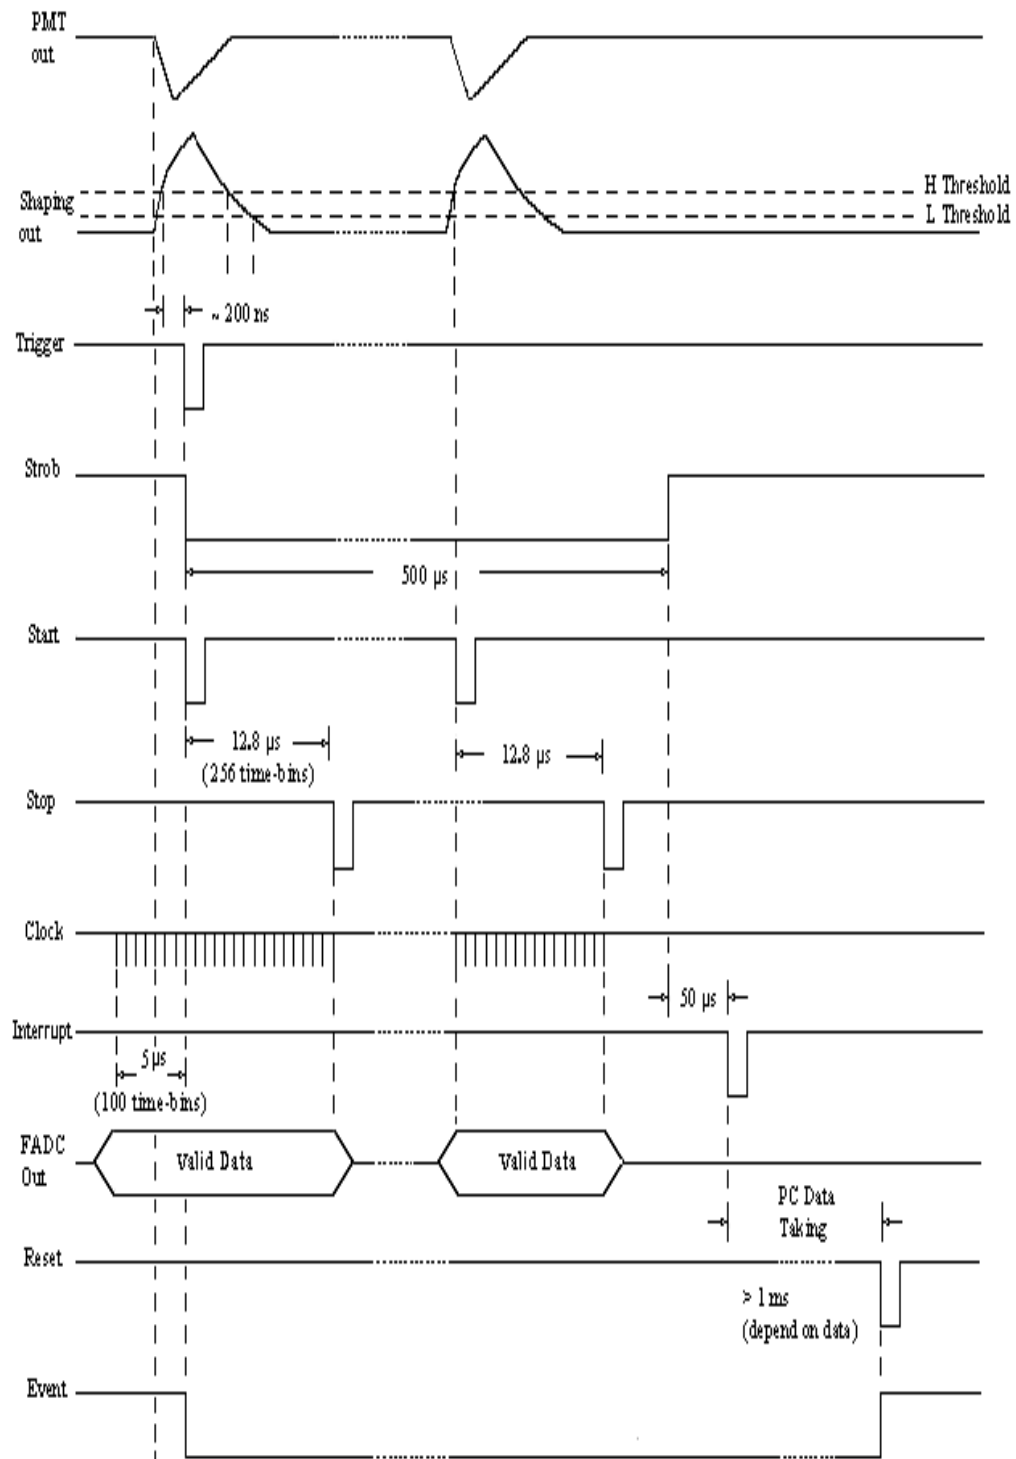 PMT
out
H Threshold
Shaping
L Threshold
out
~ 200 ns
Trigger
Strob
500 µs
Start
12.8 µs
12.8 µs
(256 time-bins)
Stop
Clock
50 µs
Interrupt
5 µs
(100 time-bins)
FADC
Out
Valid Data
Valid Data
PC Data
Taking
Reset
> 1 ms
(depend on data)
Event